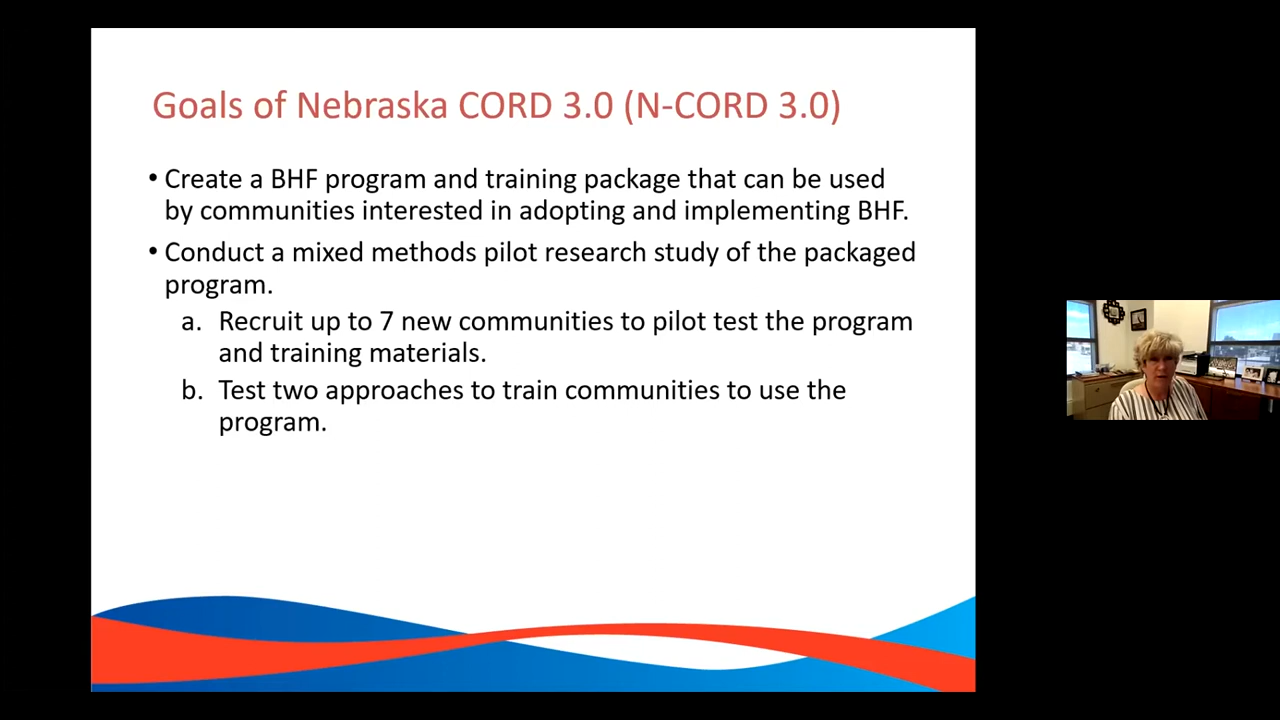 Goals of Nebraska CORD 3.0 (N-CORD 3.0)
• Create a BHF program and training package that can be used
by communities interested in adopting and implementing BHF.
• Conduct a mixed methods pilot research study of the packaged
program.
a. Recruit up to 7 new communities to pilot test the program
and training materials.
b. Test two approaches to train communities to use the
program.